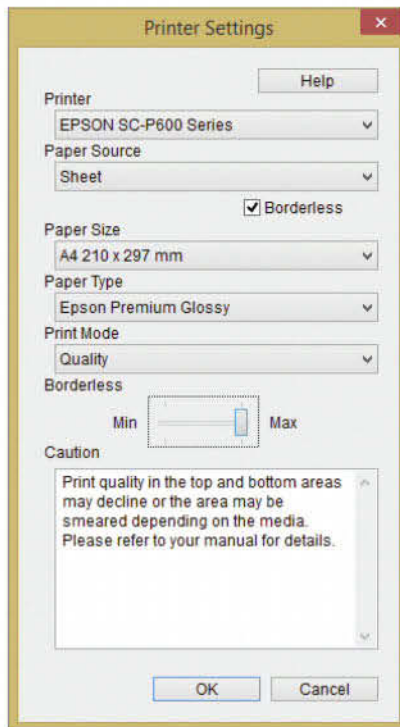 Printer Settings
Help
Printer
EPSON SC-P600 Series
Paper Source
Sheet
Borderless
Paper Size
A4 210 x 297 mm
Paper Type
Epson Premium Glossy
Print Mode
Quality
Borderless
Min Max
Caution
Print quality in the top and bottom areas
may decline or the area may be
smeared depending on the media.
Please refer to your manual for details.
OK Cancel